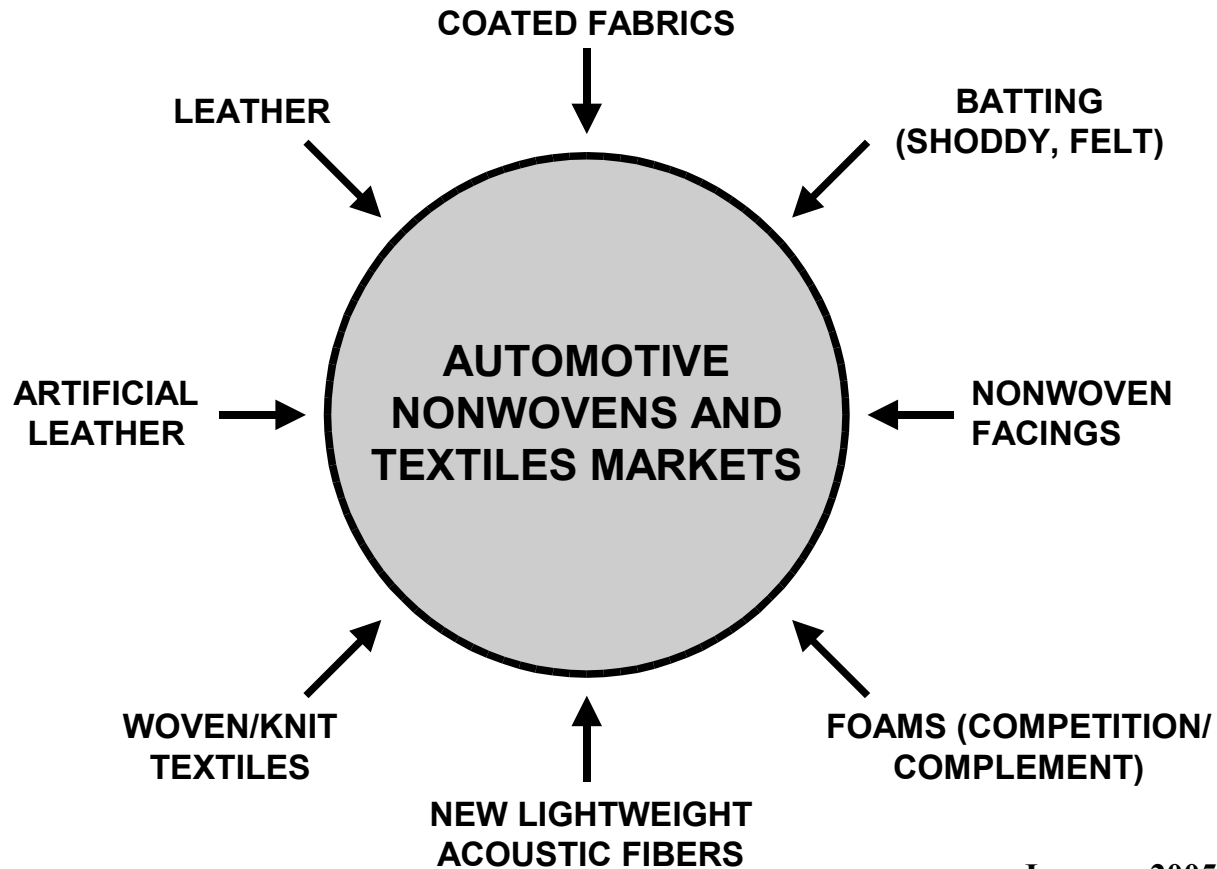 COATED FABRICS
LEATHER
BATTING
(SHODDY, FELT)
AUTOMOTIVE
NONWOVENS AND
TEXTILES MARKETS
ARTIFICIAL
LEATHER
NONWOVEN
FACINGS
WOVEN/KNIT
TEXTILES
FOAMS (COMPETITION/
COMPLEMENT)
NEW LIGHTWEIGHT
ACOUSTIC FIBERS
2005